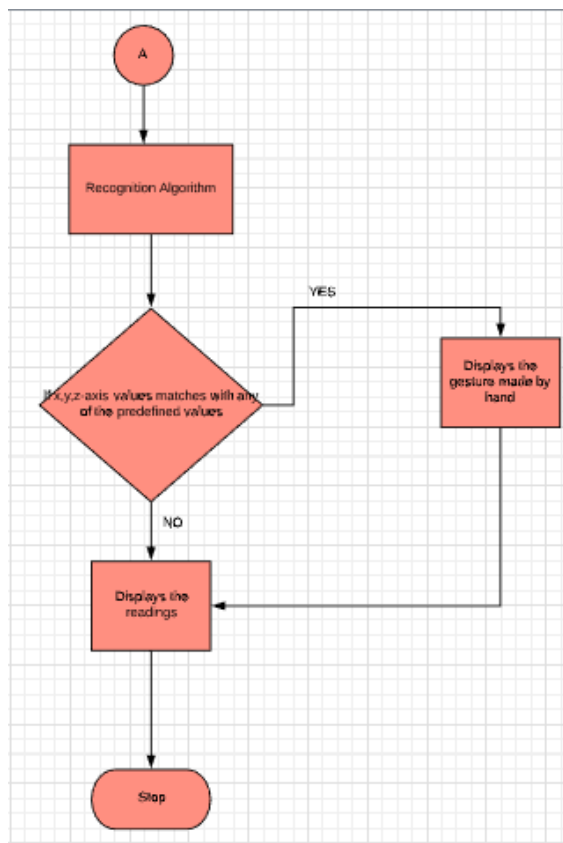 A
Recognition Algorithm
YES
Displays the
gesture made by
hand
If x,y,z-axis values matches with any
of the predefined values
NO
Displays the
readings
Stop